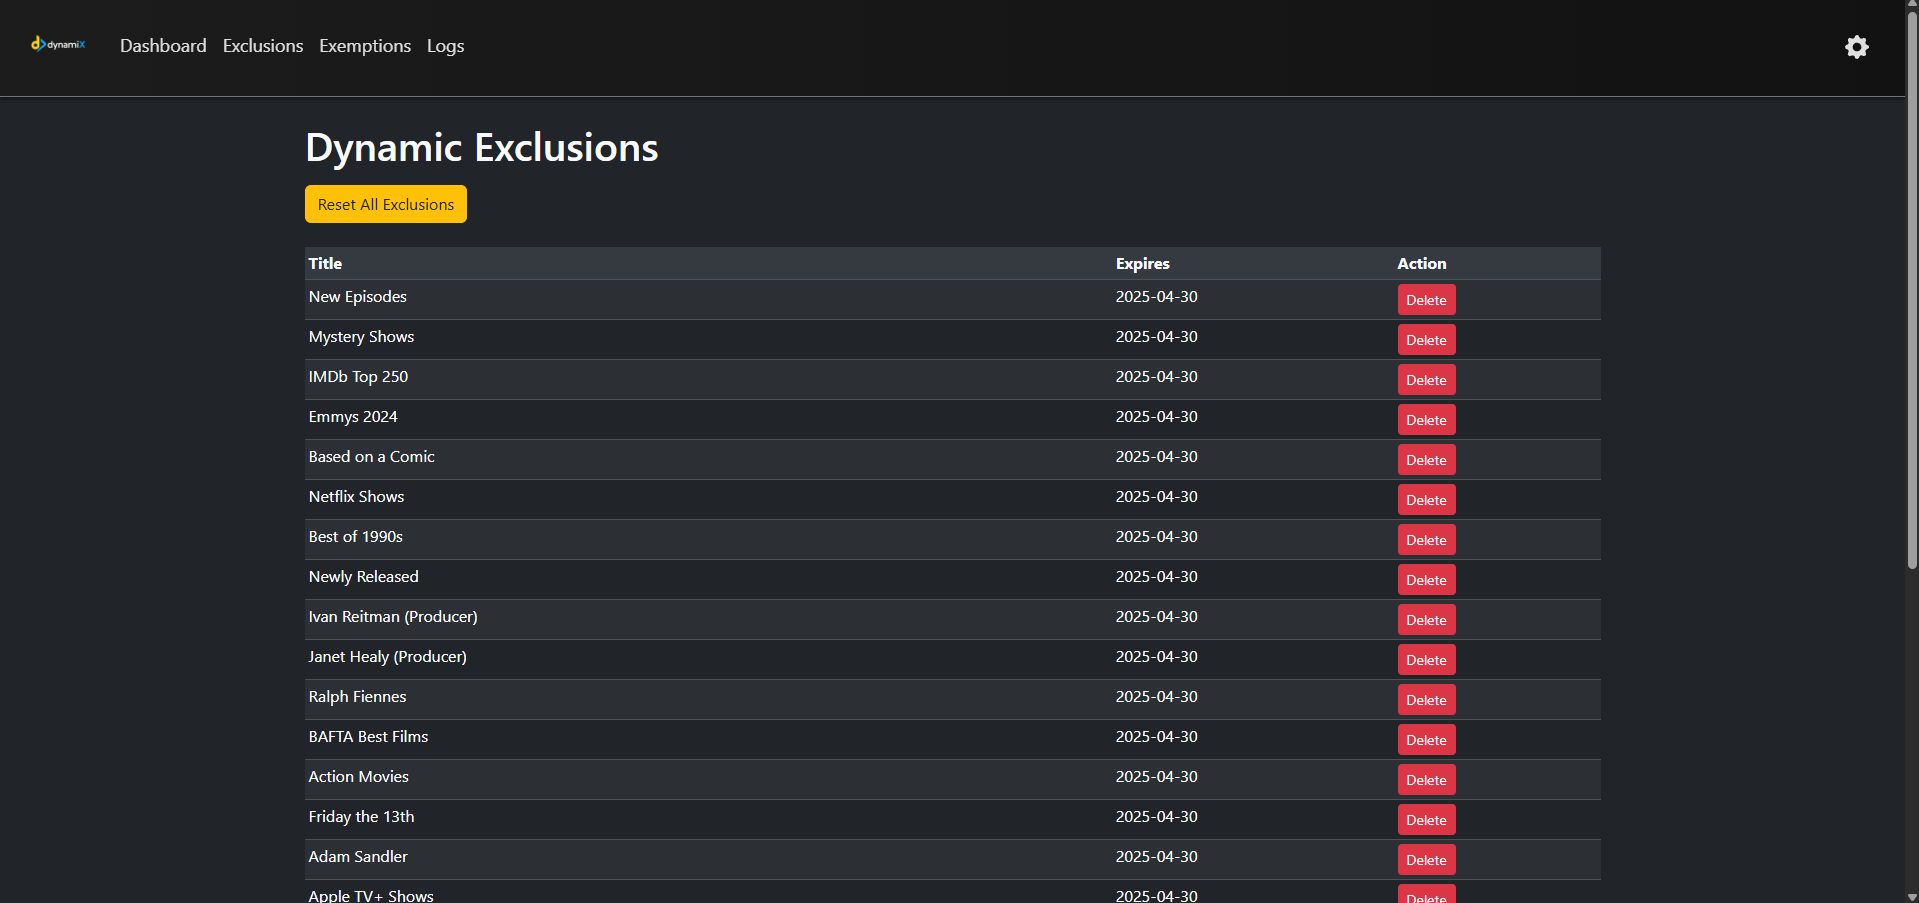 dynamiX Dashboard Exclusions Exemptions Logs
Dynamic Exclusions
Reset All Exclusions
Title Expires Action
New Episodes 2025-04-30 Delete
Mystery Shows 2025-04-30 Delete
IMDb Top 250 2025-04-30 Delete
Emmys 2024 2025-04-30 Delete
Based on a Comic 2025-04-30 Delete
Netflix Shows 2025-04-30 Delete
Best of 1990s 2025-04-30 Delete
Newly Released 2025-04-30 Delete
Ivan Reitman (Producer) 2025-04-30 Delete
Janet Healy (Producer) 2025-04-30 Delete
Ralph Fiennes 2025-04-30 Delete
BAFTA Best Films 2025-04-30 Delete
Action Movies 2025-04-30 Delete
Friday the 13th 2025-04-30 Delete
Adam Sandler 2025-04-30 Delete
Apple TV+ Shows 2025-04-30 Delete